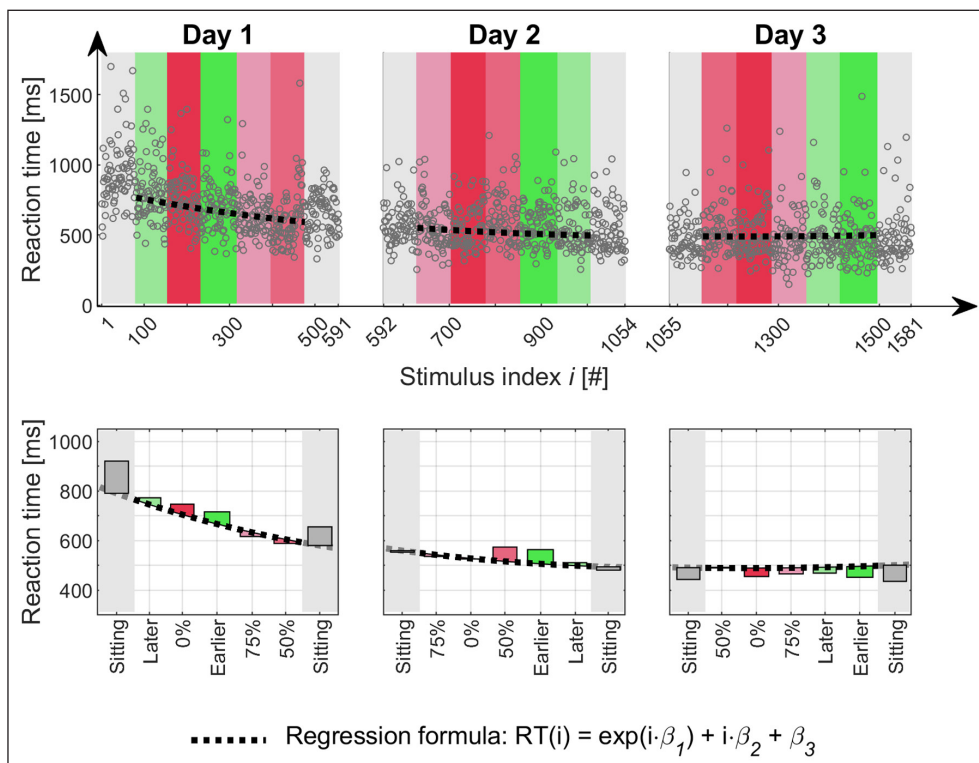 Day 1 Day 2 Day 3
Reaction time [ms]
1500
1000
500
0
1 100 300 500 591 592 700 900 1054 1055 1300 1500 1581
Stimulus index i [#]
Reaction time [ms]
1000
800
600
400
Sitting Later 0% Earlier 75% 50% Sitting Sitting 75% 0% 50% Earlier Later Sitting Sitting 50% 0% 75% Later Earlier Sitting
Regression formula: RT(i) = exp(i·β₁) + i·β₂ + β₃